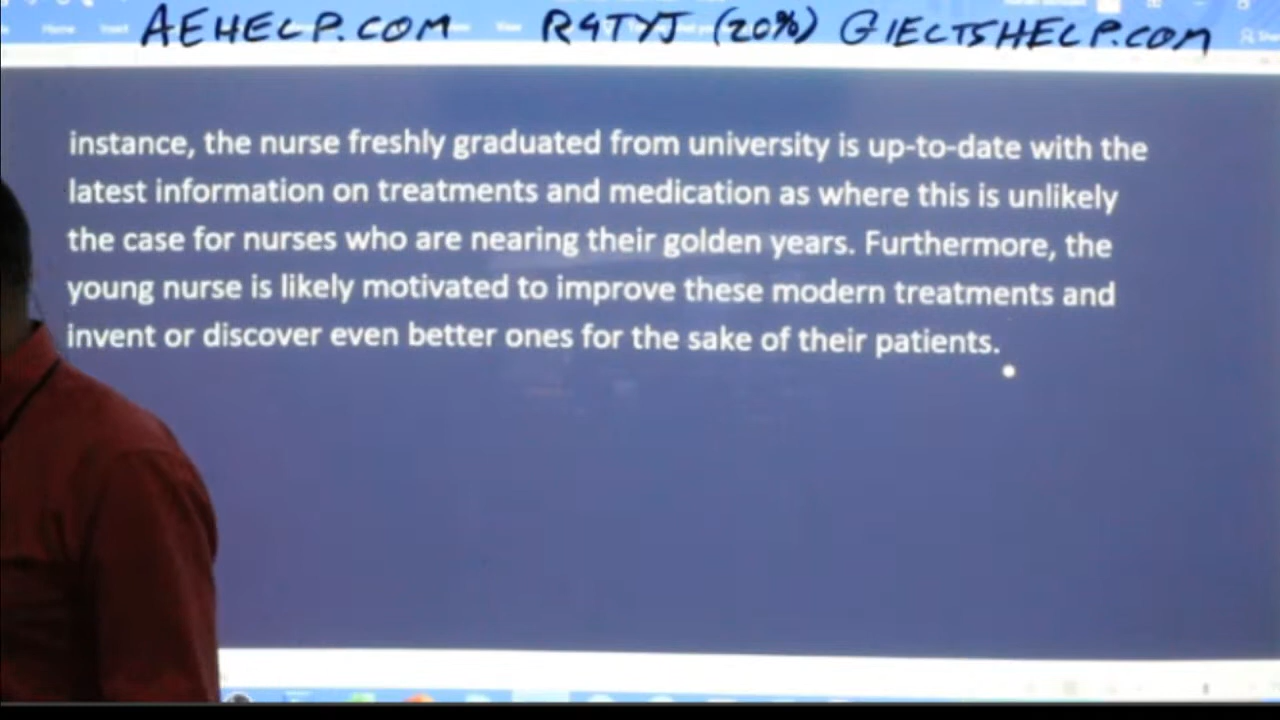 AEHELP.COM R9TYJ (20%) GIELTSHELP.COM
instance, the nurse freshly graduated from university is up-to-date with the
latest information on treatments and medication as where this is unlikely
the case for nurses who are nearing their golden years. Furthermore, the
young nurse is likely motivated to improve these modern treatments and
invent or discover even better ones for the sake of their patients.